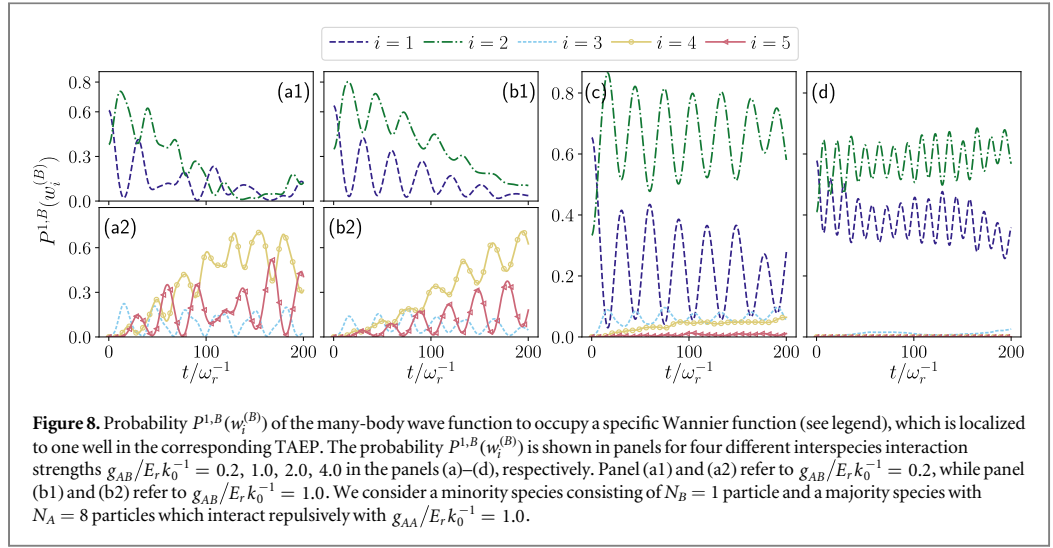 i = 1 i = 2 i = 3 i = 4 i = 5
(a1) (b1) (c) (d)
0.8
0.3
0.0
0.8
0.6
0.4
0.2
0.0
P^{1,B}(w_i^{(B)})
(a2) (b2)
0.6
0.3
0.0
0 100 200 0 100 200 0 100 200 0 100 200
t/ω_r^{-1} t/ω_r^{-1} t/ω_r^{-1} t/ω_r^{-1}
Figure 8. Probability P^{1,B}(w_i^{(B)}) of the many-body wave function to occupy a specific Wannier function (see legend), which is localized
to one well in the corresponding TAEP. The probability P^{1,B}(w_i^{(B)}) is shown in panels for four different interspecies interaction
strengths g_{AB}/E_r k_0^{-1} = 0.2, 1.0, 2.0, 4.0 in the panels (a)–(d), respectively. Panel (a1) and (a2) refer to g_{AB}/E_r k_0^{-1} = 0.2, while panel
(b1) and (b2) refer to g_{AB}/E_r k_0^{-1} = 1.0. We consider a minority species consisting of N_B = 1 particle and a majority species with
N_A = 8 particles which interact repulsively with g_{AA}/E_r k_0^{-1} = 1.0.